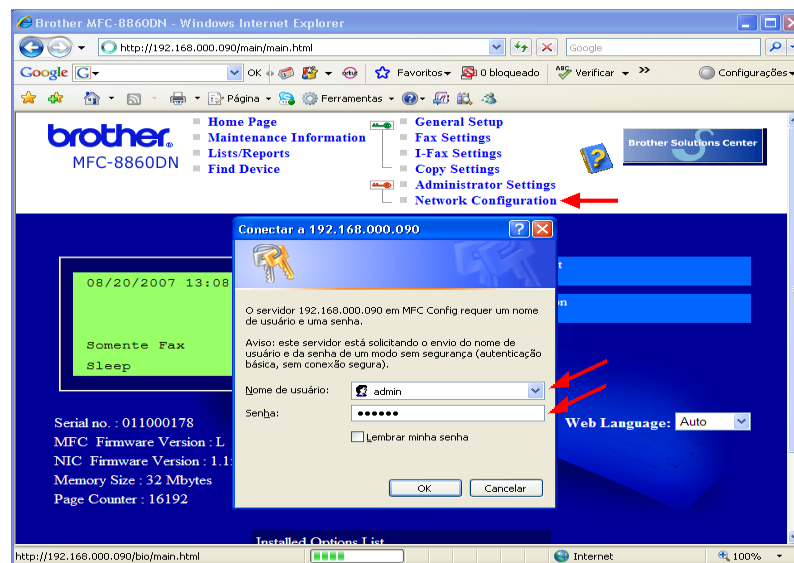 Brother MFC-8860DN - Windows Internet Explorer
http://192.168.000.090/main/main.html
Google
Google G OK Favoritos 0 bloqueado ABC Verificar Configurações
Página Ferramentas
brother
MFC-8860DN
Home Page
Maintenance Information
Lists/Reports
Find Device
General Setup
Fax Settings
I-Fax Settings
Copy Settings
Administrator Settings
Network Configuration
Brother Solutions Center
Conectar a 192.168.000.090
O servidor 192.168.000.090 em MFC Config requer um nome
de usuário e uma senha.
Aviso: este servidor está solicitando o envio do nome de
usuário e da senha de um modo sem segurança (autenticação
básica, sem conexão segura).
Nome de usuário: admin
Senha: ••••••
Lembrar minha senha
OK Cancelar
08/20/2007 13:08
Somente Fax
Sleep
t
n
Serial no. : 011000178
MFC Firmware Version : L
NIC Firmware Version : 1.1
Memory Size : 32 Mbytes
Page Counter : 16192
Web Language: Auto
Installed Options List
http://192.168.000.090/bio/main.html Internet 100%